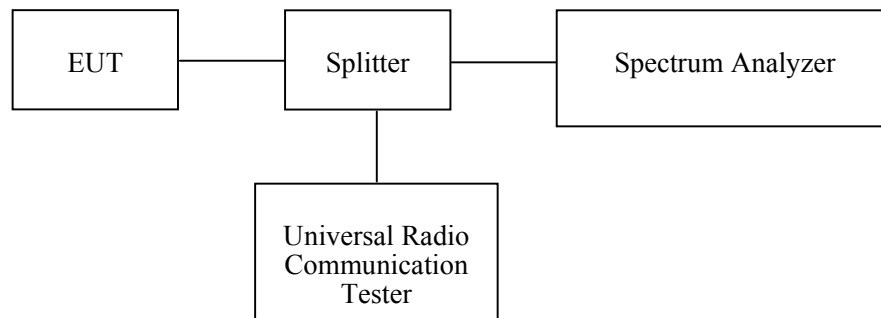 EUT
Splitter
Spectrum Analyzer
Universal Radio
Communication
Tester